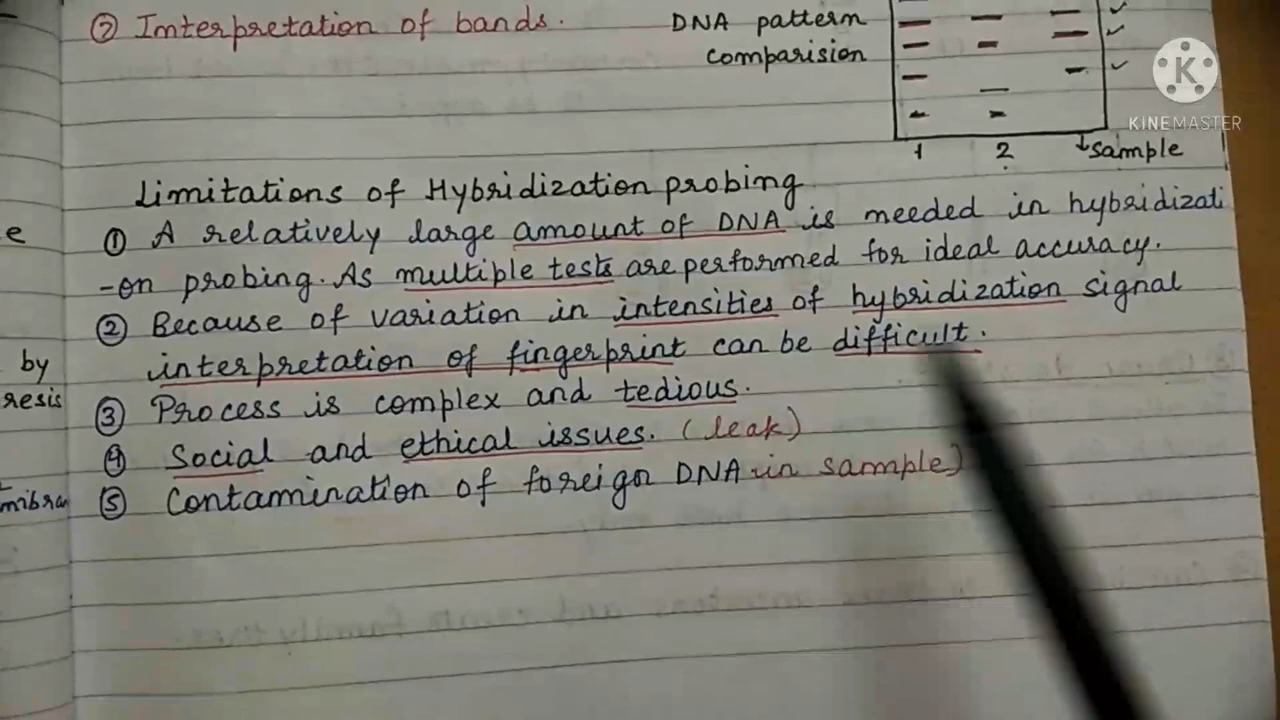 ⑦ Interpretation of bands.
DNA pattern
comparision
1 2 ↓sample
K
KINEMASTER
Limitations of Hybridization probing
① A relatively large amount of DNA is needed in hybridizati
-on probing. As multiple tests are performed for ideal accuracy.
② Because of variation in intensities of hybridization signal
interpretation of fingerprint can be difficult.
③ Process is complex and tedious.
④ Social and ethical issues. (leak)
⑤ Contamination of foreign DNA in sample)
e
by
resis